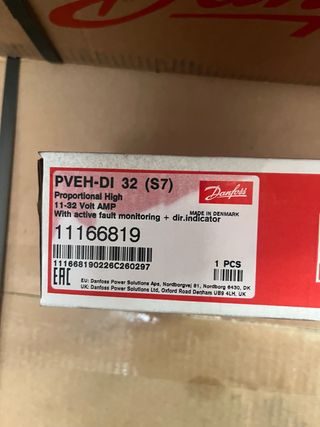 Danfoss
PVEH-DI 32 (S7)
Proportional High
11-32 Volt AMP
With active fault monitoring + dir.indicator
Danfoss
MADE IN DENMARK
11166819
111668190226C260297
1 PCS
EAC
EU: Danfoss Power Solutions Aps, Nordborgvej 81, Nordborg 6430, DK
UK: Danfoss Power Solutions Ltd, Oxford Road Denham UB9 4LH, UK